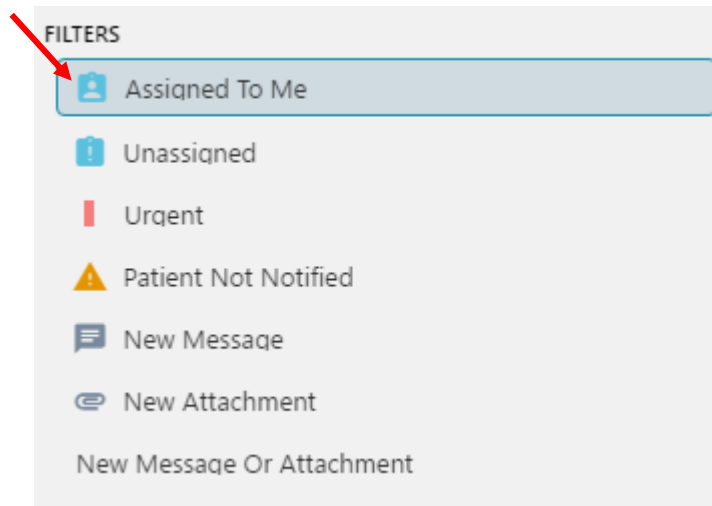 FILTERS
Assigned To Me
Unassigned
Urgent
Patient Not Notified
New Message
New Attachment
New Message Or Attachment